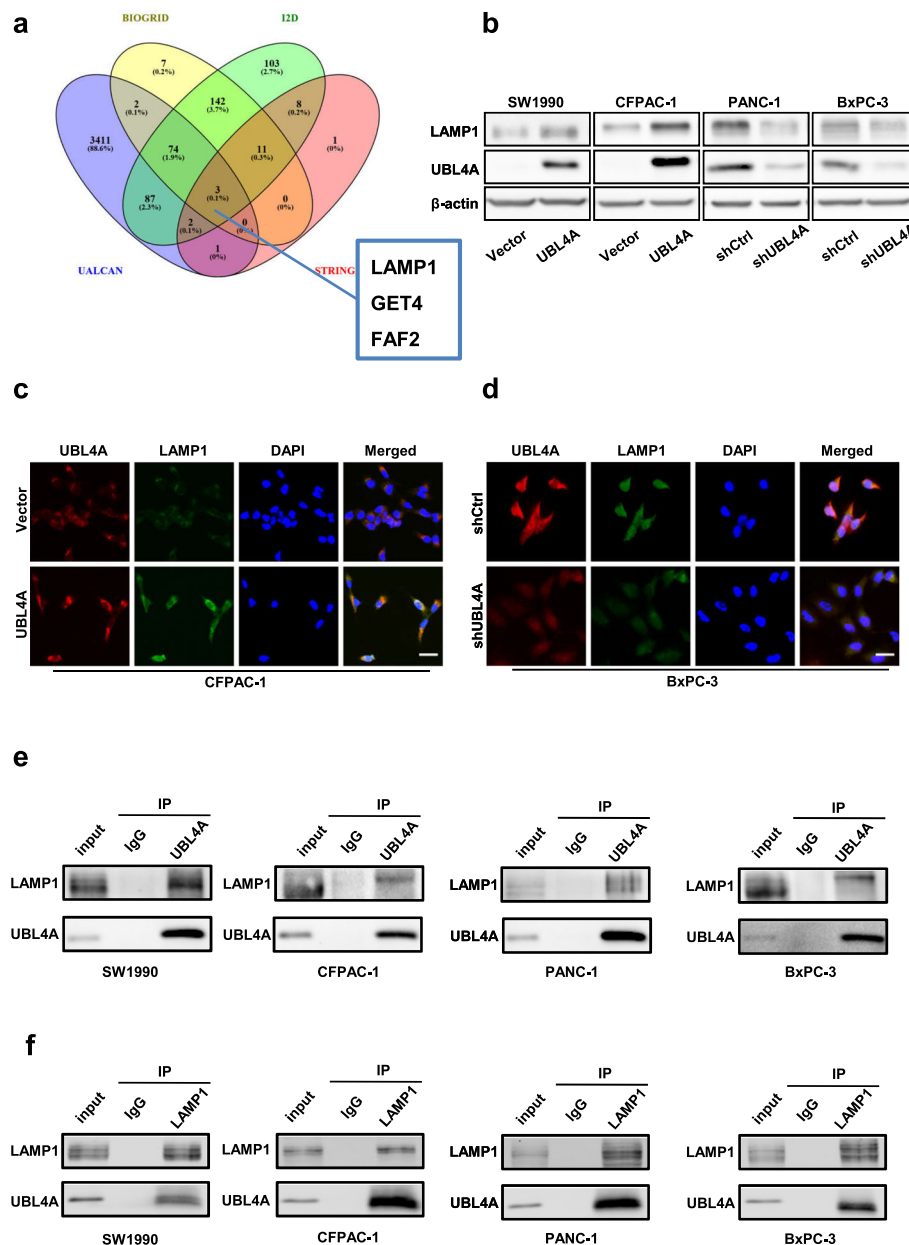 a
BIOGRID
I2D
7
(0.2%)
103
(2.7%)
2
(0.1%)
142
(3.7%)
8
(0.2%)
3411
(88.6%)
74
(1.9%)
11
(0.3%)
1
(0%)
87
(2.3%)
3
(0.1%)
0
(0%)
2
(0.1%)
0
1
(0%)
UALCAN
STRING
LAMP1
GET4
FAF2
b
SW1990 CFPAC-1 PANC-1 BxPC-3
LAMP1
UBL4A
β-actin
Vector UBL4A Vector UBL4A shCtrl shUBL4A shCtrl shUBL4A
c
UBL4A LAMP1 DAPI Merged
Vector
UBL4A
CFPAC-1
d
UBL4A LAMP1 DAPI Merged
shCtrl
shUBL4A
BxPC-3
e
IP IP IP IP
input IgG UBL4A input IgG UBL4A input IgG UBL4A input IgG UBL4A
LAMP1 LAMP1 LAMP1 LAMP1
UBL4A UBL4A UBL4A UBL4A
SW1990 CFPAC-1 PANC-1 BxPC-3
f
IP IP IP IP
input IgG LAMP1 input IgG LAMP1 input IgG LAMP1 input IgG LAMP1
LAMP1 LAMP1 LAMP1 LAMP1
UBL4A UBL4A UBL4A UBL4A
SW1990 CFPAC-1 PANC-1 BxPC-3